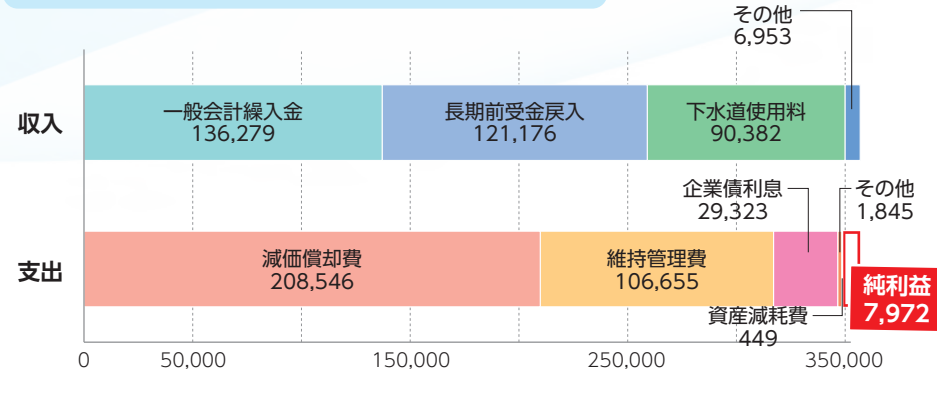 その他
6,953
収入
一般会計繰入金
136,279
長期前受金戻入
121,176
下水道使用料
90,382
企業債利息
29,323
その他
1,845
支出
減価償却費
208,546
維持管理費
106,655
資産減耗費
449
純利益
7,972
0
50,000
150,000
250,000
350,000